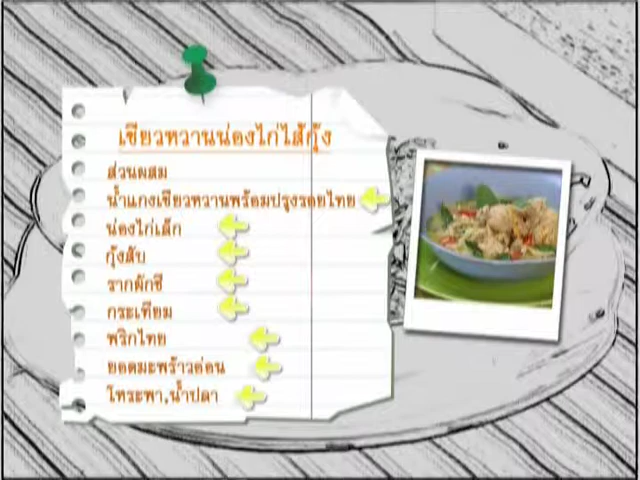 เขียวหวานน่องไก่ไส้กุ้ง
ส่วนผสม
น้ำแกงเขียวหวานพร้อมปรุงรอยไทย
น่องไก่เด็ก
กุ้งสับ
รากผักชี
กระเทียม
พริกไทย
ยอดมะพร้าวอ่อน
โหระพา,น้ำปลา